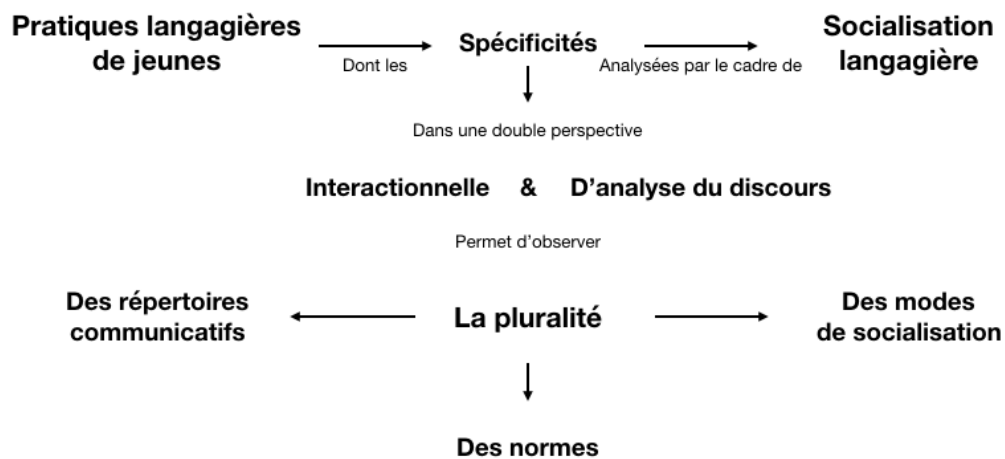 Pratiques langagières
de jeunes
Dont les
Spécificités
Analysées par le cadre de
Socialisation
langagière
Dans une double perspective
Interactionnelle & D'analyse du discours
Permet d'observer
Des répertoires
communicatifs
La pluralité
Des modes
de socialisation
Des normes